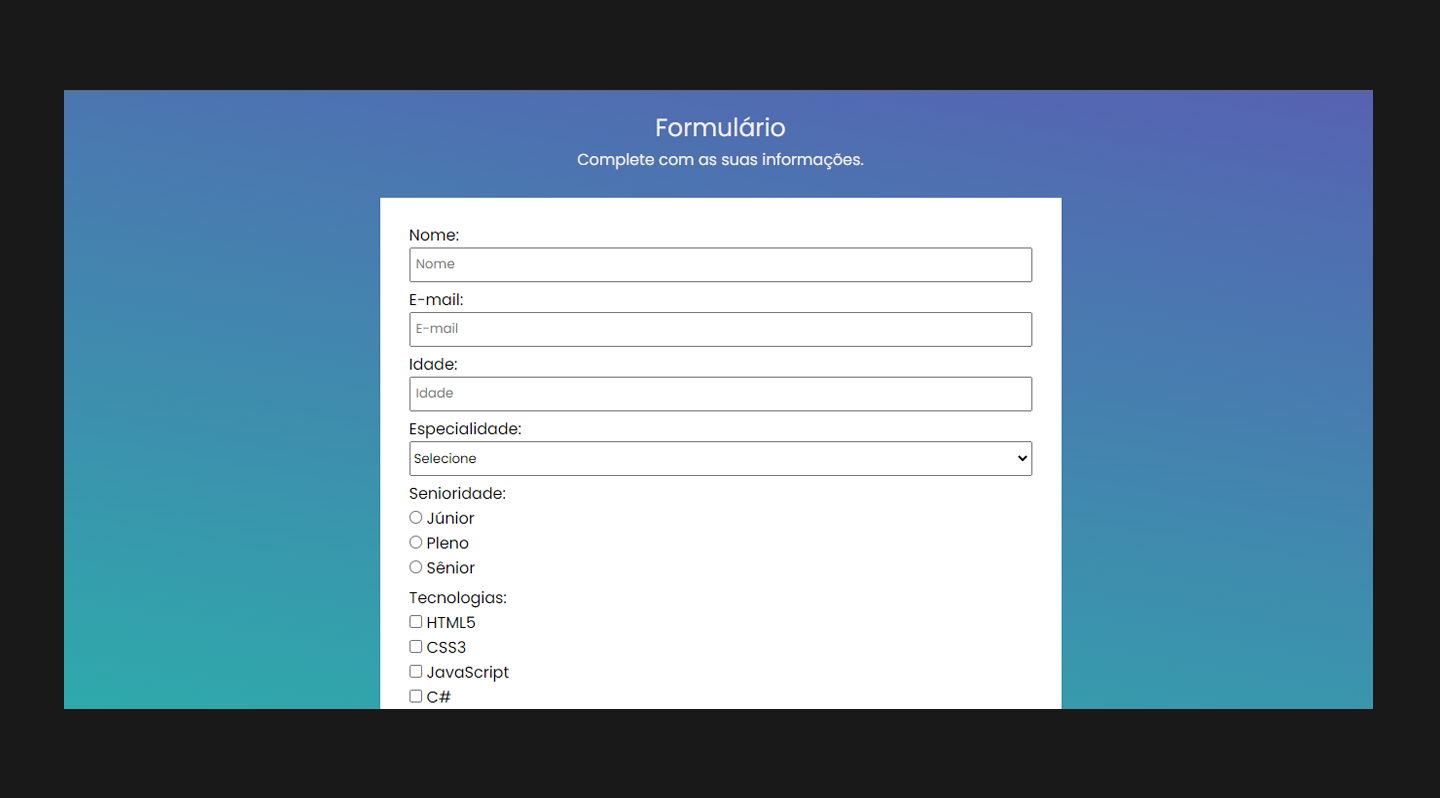 Formulário
Complete com as suas informações.
Nome:
Nome
E-mail:
E-mail
Idade:
Idade
Especialidade:
Selecione
Senioridade:
Júnior
Pleno
Sênior
Tecnologias:
HTML5
CSS3
JavaScript
C#